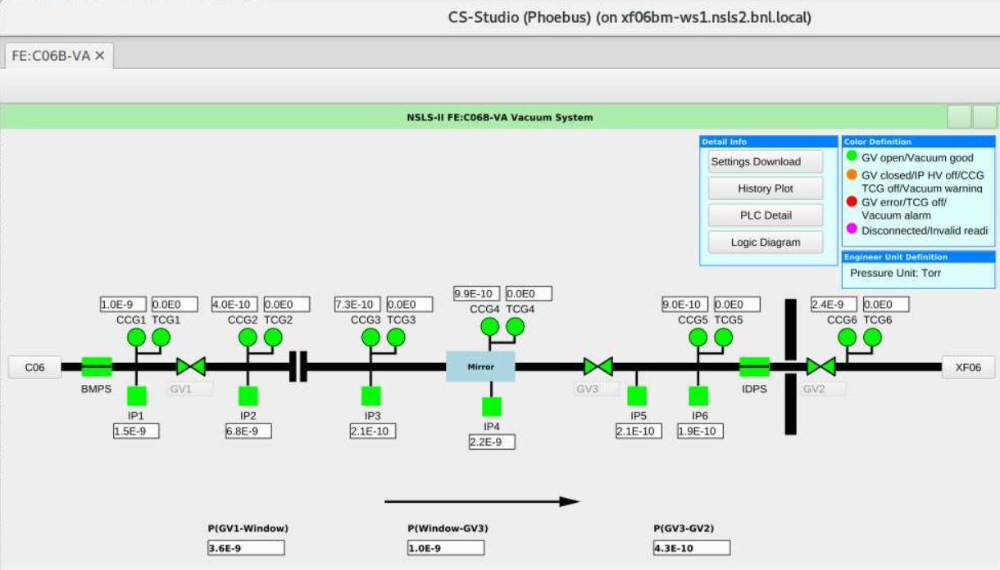 CS-Studio (Phoebus) (on xf06bm-ws1.nsls2.bnl.local)
FE:C06B-VA ×
NSLS-II FE:C06B-VA Vacuum System
Detail Info
Settings Download
History Plot
PLC Detail
Logic Diagram
Color Definition
GV open/Vacuum good
GV closed/IP HV off/CCG
TCG off/Vacuum warning
GV error/TCG off/
Vacuum alarm
Disconnected/Invalid readi
Engineer Unit Definition
Pressure Unit: Torr
1.0E-9 0.0E0
CCG1 TCG1
4.0E-10 0.0E0
CCG2 TCG2
7.3E-10 0.0E0
CCG3 TCG3
9.9E-10 0.0E0
CCG4 TCG4
9.0E-10 0.0E0
CCG5 TCG5
2.4E-9 0.0E0
CCG6 TCG6
C06
Mirror
XF06
BMPS
GV1
GV3
IDPS
GV2
IP1
1.5E-9
IP2
6.8E-9
IP3
2.1E-10
IP4
2.2E-9
IP5
2.1E-10
IP6
1.9E-10
P(GV1-Window)
3.6E-9
P(Window-GV3)
1.0E-9
P(GV3-GV2)
4.3E-10